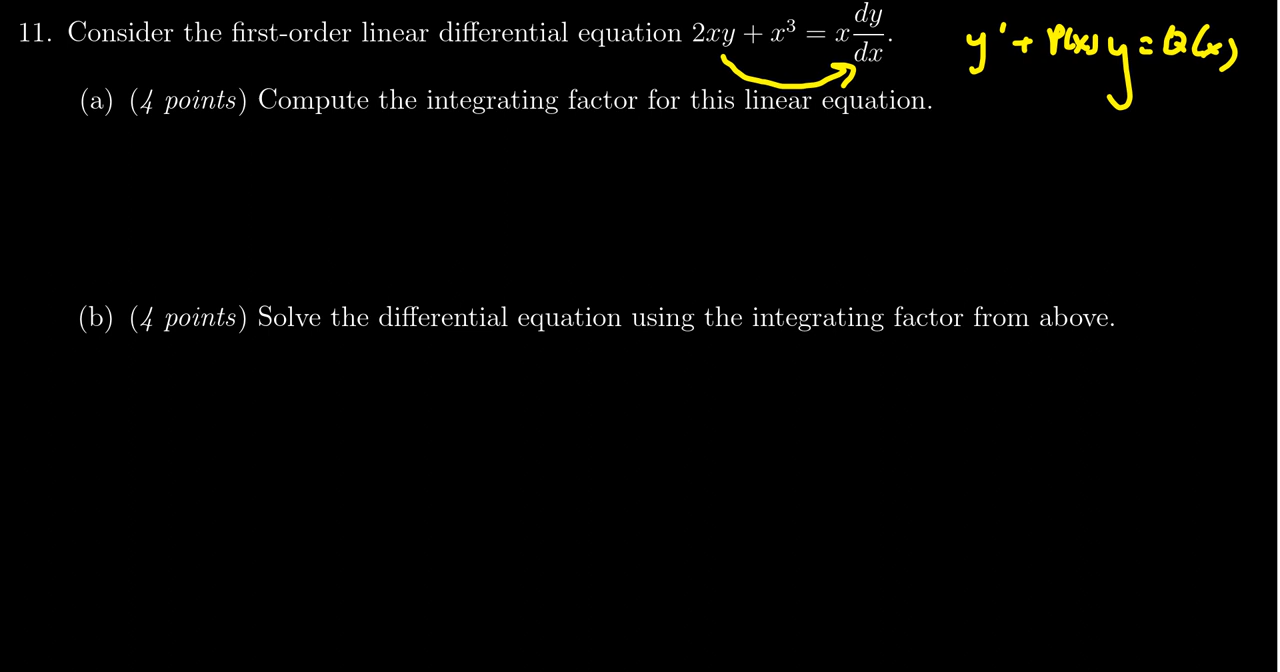 11. Consider the first-order linear differential equation 2xy + x³ = x dy/dx.
y' + P(x) y = Q(x)
(a) (4 points) Compute the integrating factor for this linear equation.
(b) (4 points) Solve the differential equation using the integrating factor from above.